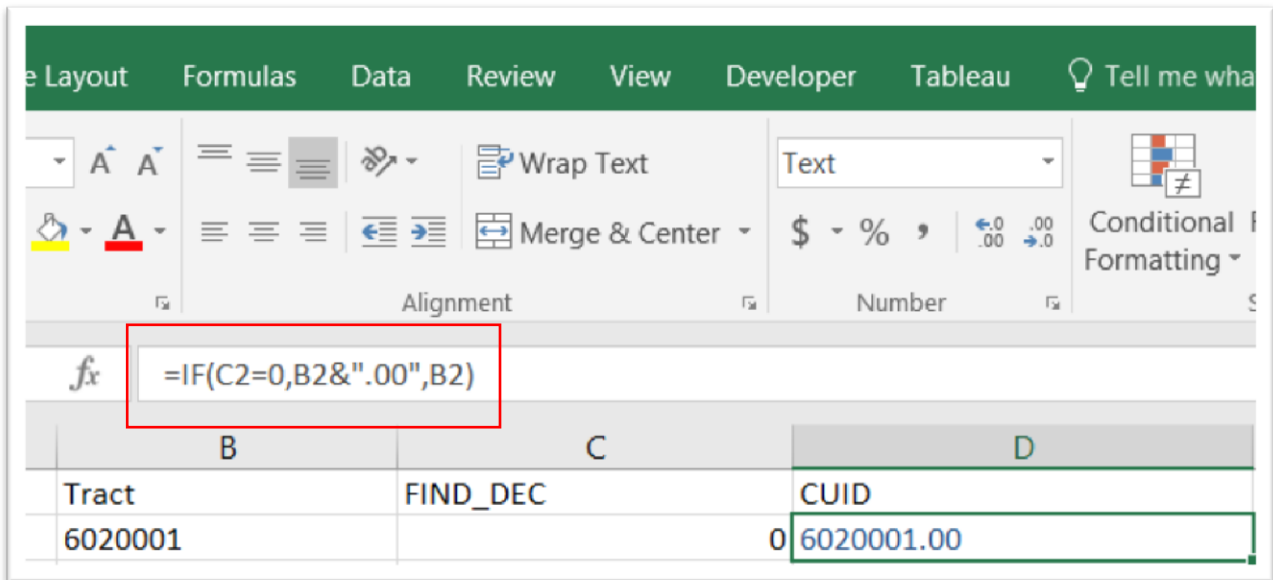 e Layout Formulas Data Review View Developer Tableau Tell me wha
A A Wrap Text Text
A Merge & Center $ % , .0 .00 .00 .0 Conditional
Formatting
Alignment Number
fx =IF(C2=0,B2&".00",B2)
B C D
Tract FIND_DEC CUID
6020001 0 6020001.00